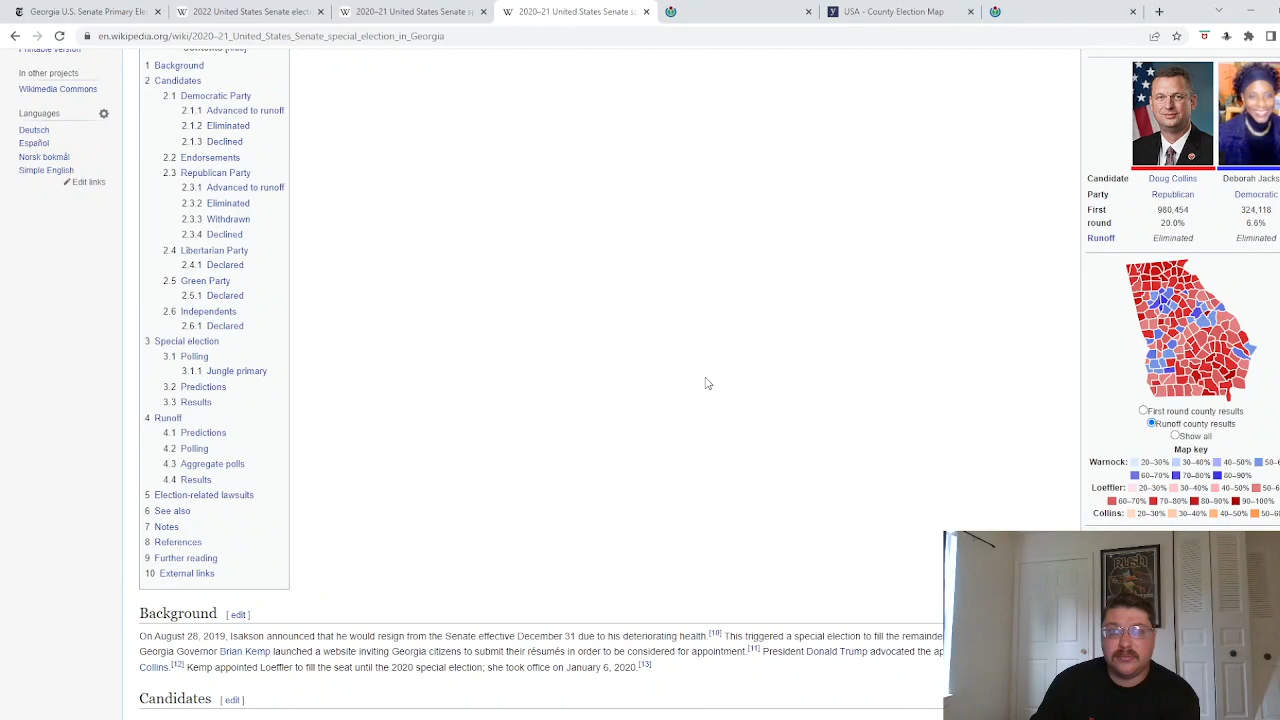 Georgia U.S. Senate Primary Ele
2022 United States Senate electi
2020–21 United States Senate sp
2020–21 United States Senate sp
USA - County Election Map
en.wikipedia.org/wiki/2020–21_United_States_Senate_special_election_in_Georgia
Printable version
In other projects
Wikimedia Commons
Languages
Deutsch
Español
Norsk bokmål
Simple English
Edit links
Contents [hide]
1 Background
2 Candidates
2.1 Democratic Party
2.1.1 Advanced to runoff
2.1.2 Eliminated
2.1.3 Declined
2.2 Endorsements
2.3 Republican Party
2.3.1 Advanced to runoff
2.3.2 Eliminated
2.3.3 Withdrawn
2.3.4 Declined
2.4 Libertarian Party
2.4.1 Declared
2.5 Green Party
2.5.1 Declared
2.6 Independents
2.6.1 Declared
3 Special election
3.1 Polling
3.1.1 Jungle primary
3.2 Predictions
3.3 Results
4 Runoff
4.1 Predictions
4.2 Polling
4.3 Aggregate polls
4.4 Results
5 Election-related lawsuits
6 See also
7 Notes
8 References
9 Further reading
10 External links
Background [ edit ]
On August 28, 2019, Isakson announced that he would resign from the Senate effective December 31 due to his deteriorating health.[10] This triggered a special election to fill the remainde
Georgia Governor Brian Kemp launched a website inviting Georgia citizens to submit their résumés in order to be considered for appointment.[11] President Donald Trump advocated the ap
Collins.[12] Kemp appointed Loeffler to fill the seat until the 2020 special election; she took office on January 6, 2020.[13]
Candidates [ edit ]
Candidate Doug Collins Deborah Jacks
Party Republican Democratic
First round 980,454 324,118
20.0% 6.6%
Runoff Eliminated Eliminated
First round county results
Runoff county results
Show all
Map key
Warnock: 20–30% 30–40% 40–50% 50–6
60–70% 70–80% 80–90%
Loeffler: 20–30% 30–40% 40–50% 50–6
60–70% 70–80% 80–90% 90–100%
Collins: 20–30% 30–40% 40–50% 50–6
RUSH